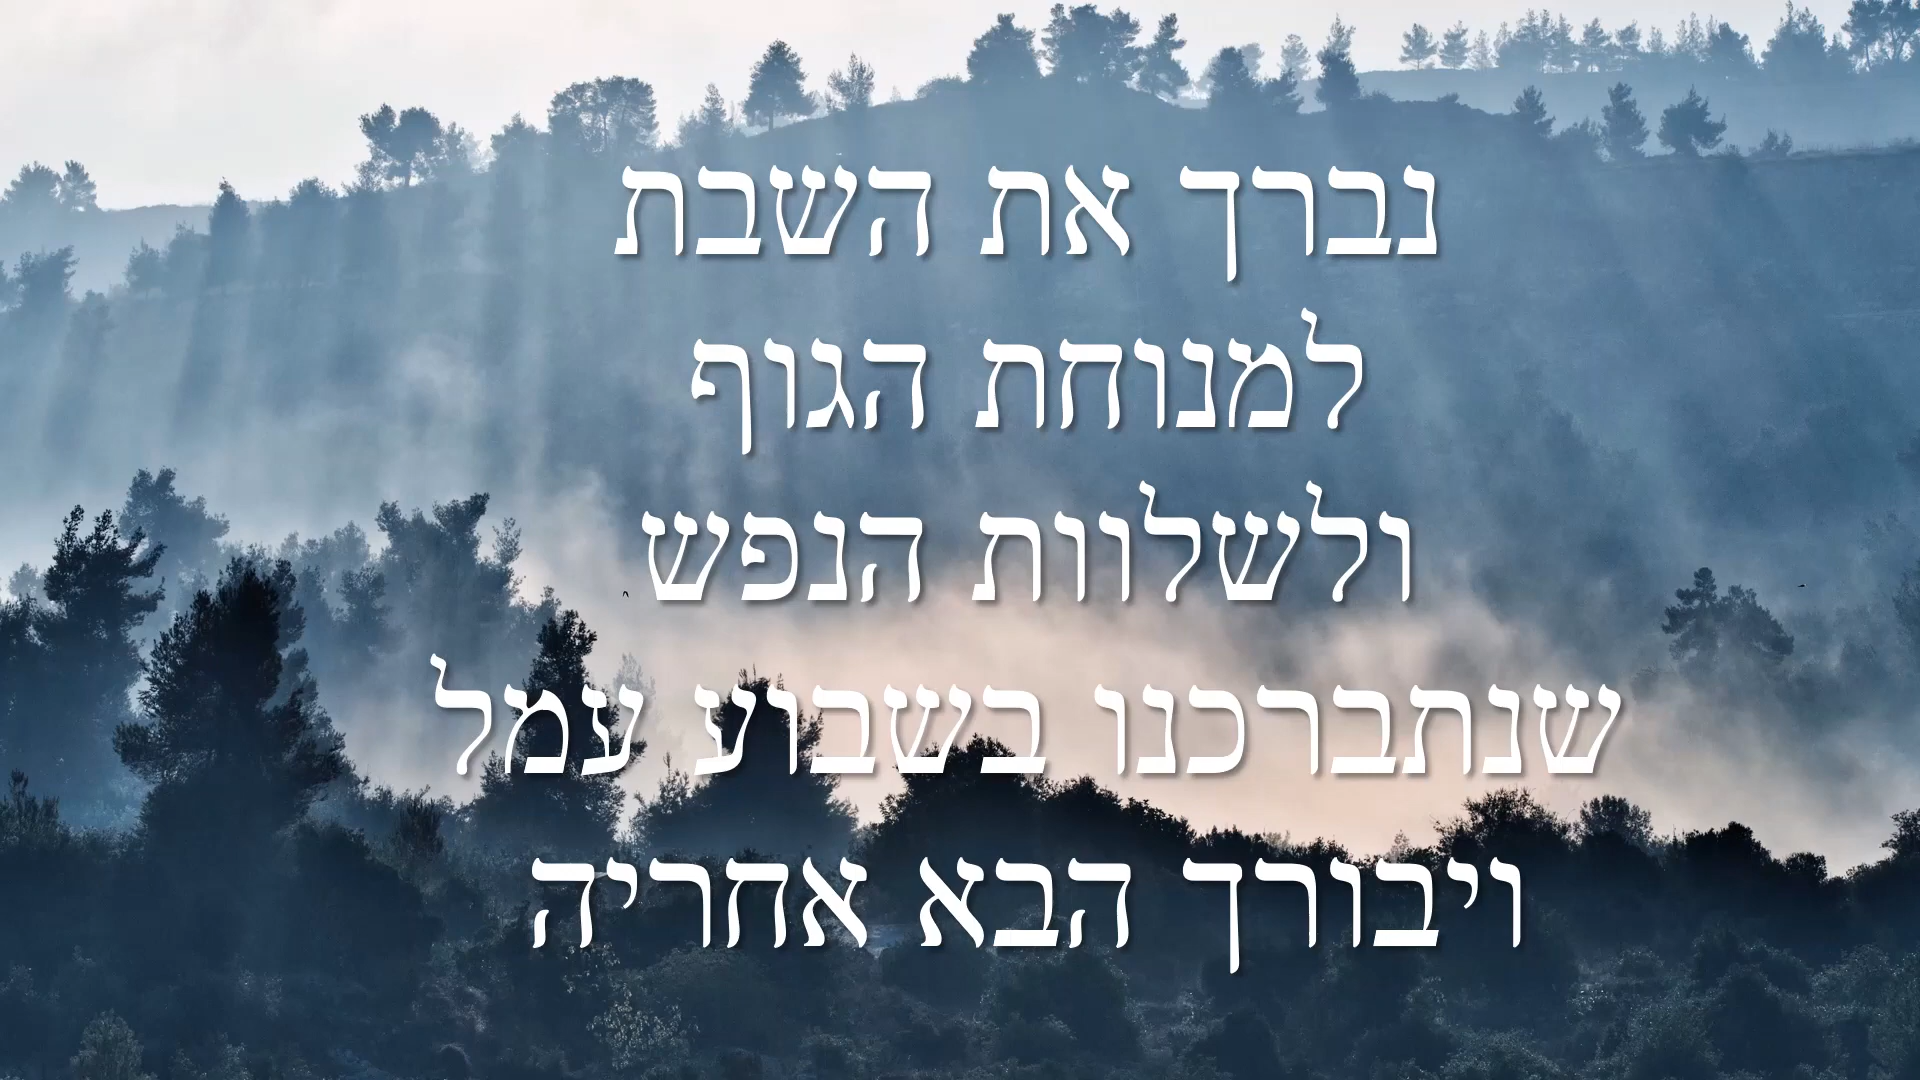 נברך את השבת
למנוחת הגוף
ולשלוות הנפש
שנתברכנו בשבוע עמל
ויבורך הבא אחריה